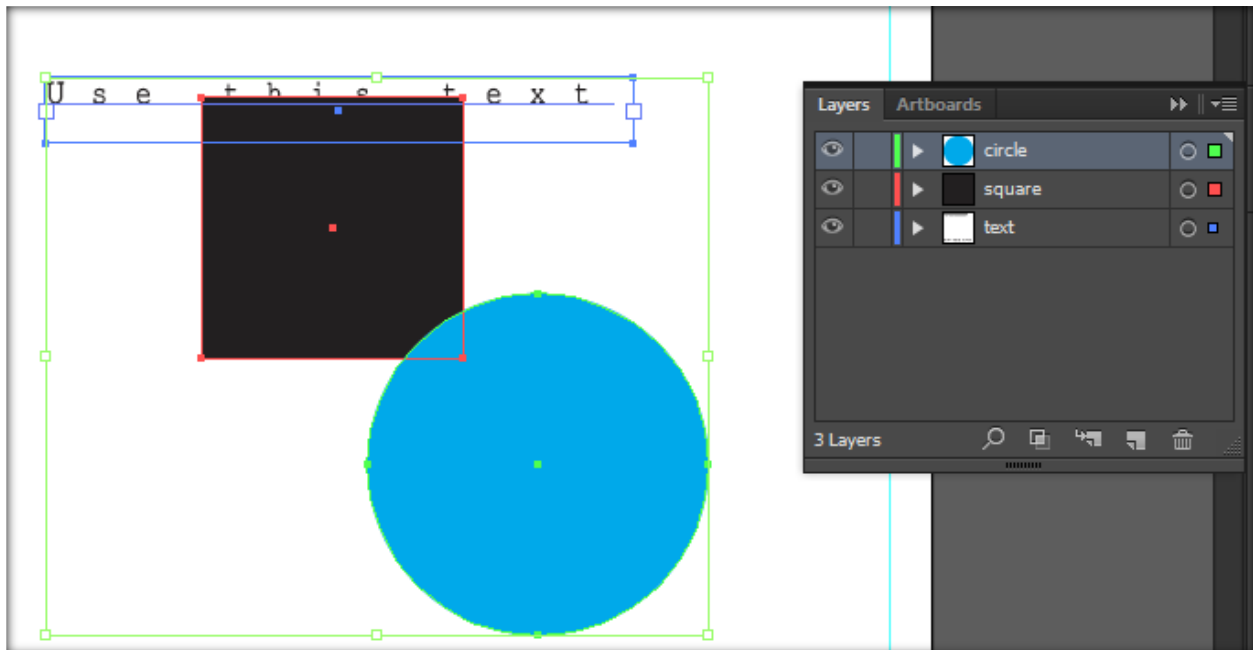 Use this text
Layers Artboards
circle
square
text
3 Layers